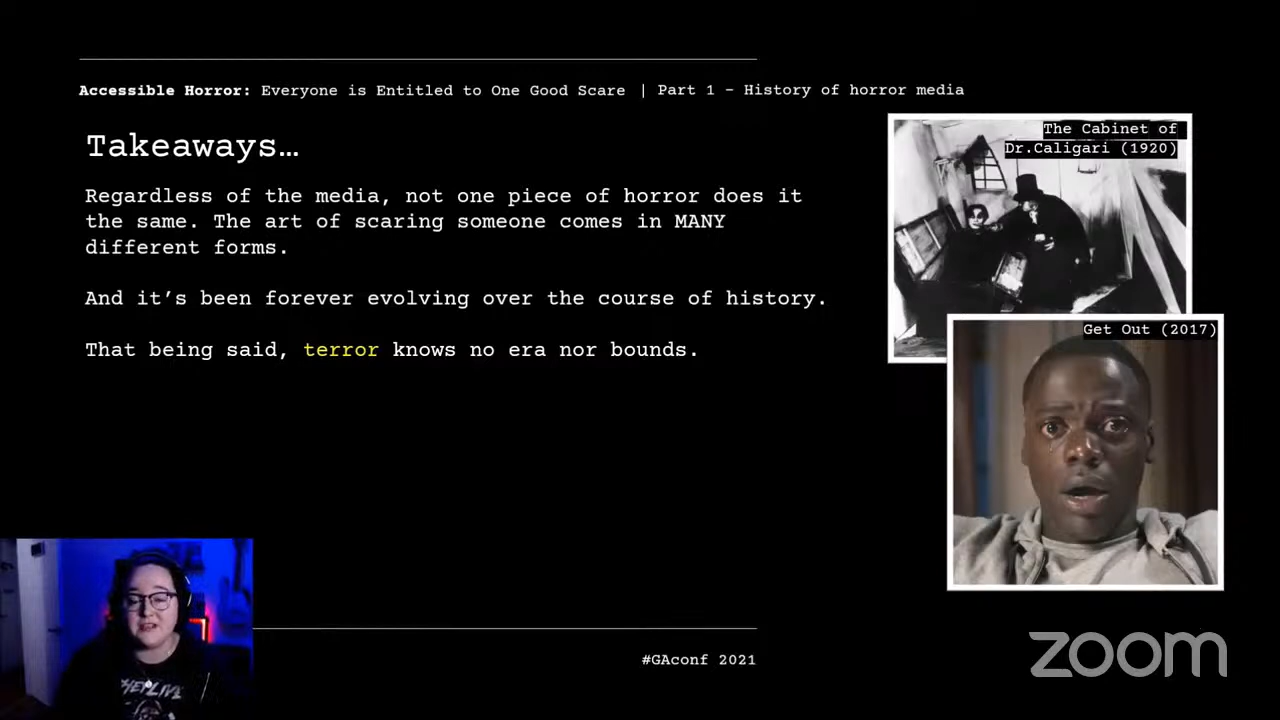 Accessible Horror: Everyone is Entitled to One Good Scare | Part 1 – History of horror media
Takeaways…
Regardless of the media, not one piece of horror does it
the same. The art of scaring someone comes in MANY
different forms.
And it’s been forever evolving over the course of history.
That being said, terror knows no era nor bounds.
The Cabinet of
Dr.Caligari (1920)
Get Out (2017)
#GAconf 2021
zoom